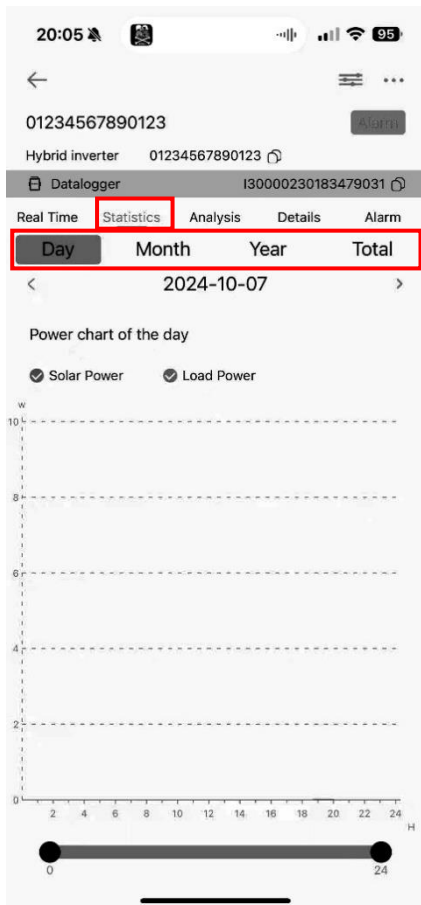 20:05 95
01234567890123 Alarm
Hybrid inverter 01234567890123
Datalogger I30000230183479031
Real Time Statistics Analysis Details Alarm
Day Month Year Total
< 2024-10-07 >
Power chart of the day
Solar Power Load Power
W
10
8
6
4
2
0
2 4 6 8 10 12 14 16 18 20 22 24
H
0 24